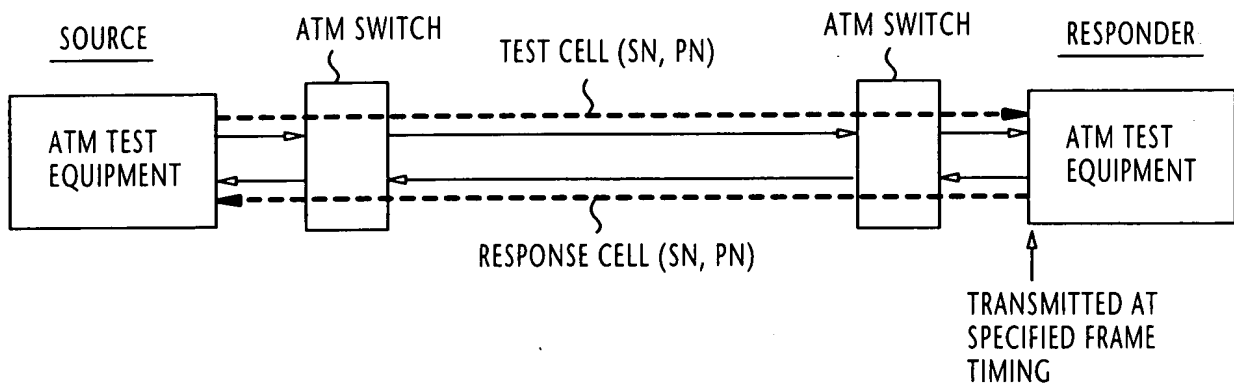 SOURCE
ATM SWITCH
TEST CELL (SN, PN)
ATM SWITCH
RESPONDER
ATM TEST
EQUIPMENT
ATM TEST
EQUIPMENT
RESPONSE CELL (SN, PN)
TRANSMITTED AT
SPECIFIED FRAME
TIMING